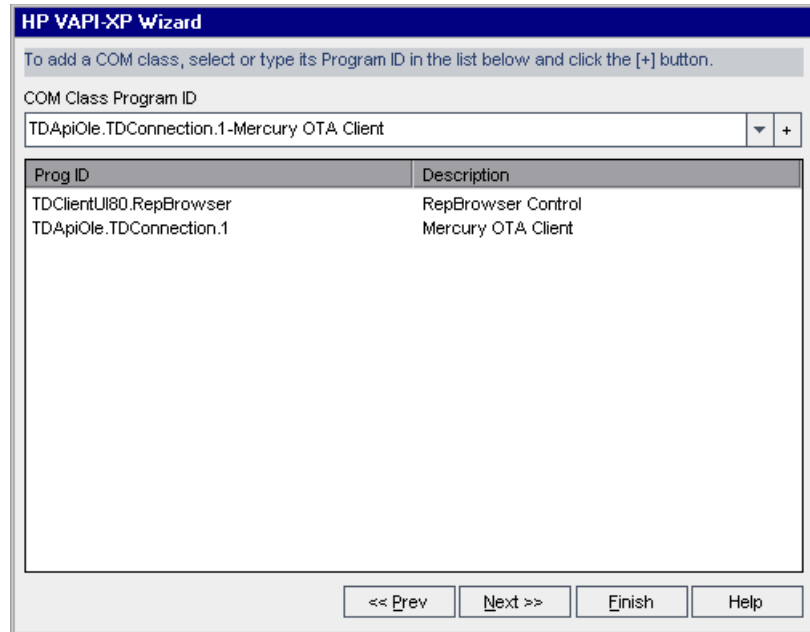 HP VAPI-XP Wizard
To add a COM class, select or type its Program ID in the list below and click the [+] button.
COM Class Program ID
TDApiOle.TDConnection.1-Mercury OTA Client +
Prog ID Description
TDClientUI80.RepBrowser RepBrowser Control
TDApiOle.TDConnection.1 Mercury OTA Client
<< Prev Next >> Finish Help